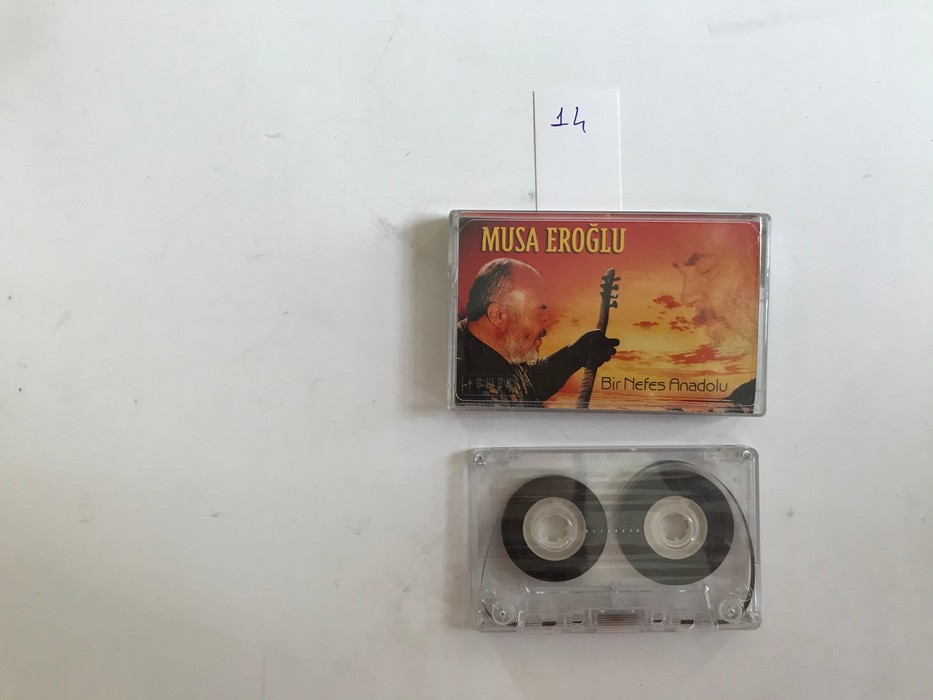 14
MUSA EROĞLU
Bir Nefes Anadolu